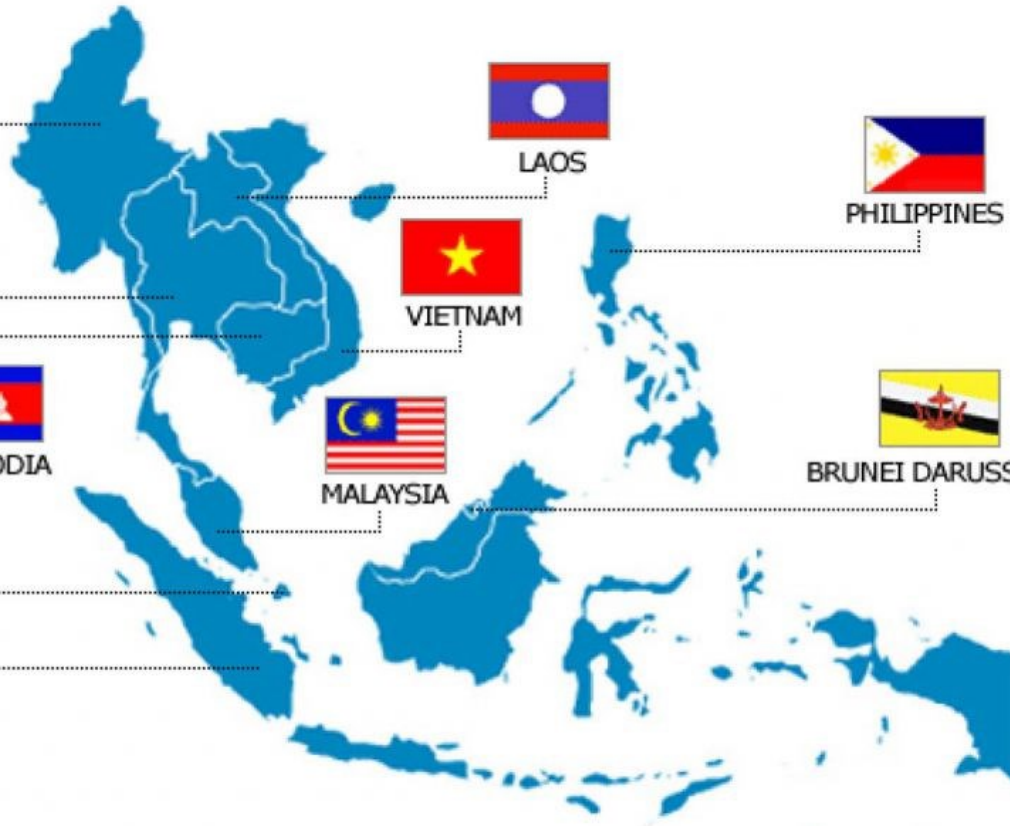 LAOS
PHILIPPINES
VIETNAM
ODIA
BRUNEI DARUSS
MALAYSIA